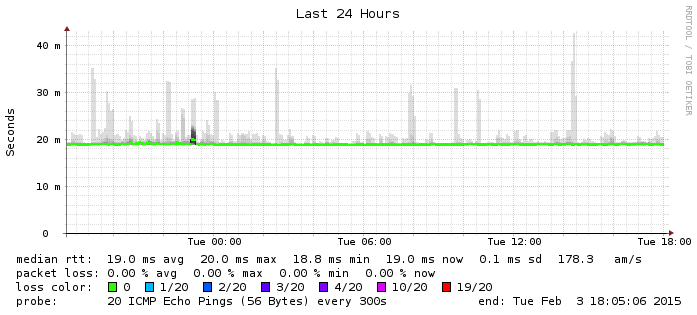 Last 24 Hours
RRDTOOL / TOBI OETIKER
Seconds
40 m
30 m
20 m
10 m
0
Tue 00:00 Tue 06:00 Tue 12:00 Tue 18:00
median rtt: 19.0 ms avg 20.0 ms max 18.8 ms min 19.0 ms now 0.1 ms sd 178.3 am/s
packet loss: 0.00 % avg 0.00 % max 0.00 % min 0.00 % now
loss color: 0 1/20 2/20 3/20 4/20 10/20 19/20
probe: 20 ICMP Echo Pings (56 Bytes) every 300s end: Tue Feb 3 18:05:06 2015